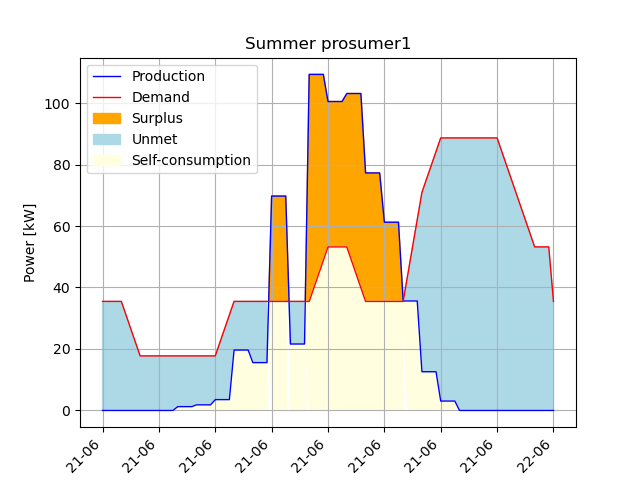 Summer prosumer1
Production
Demand
Surplus
Unmet
Self-consumption
Power [kW]
100
80
60
40
20
0
21-06
21-06
21-06
21-06
21-06
21-06
21-06
21-06
22-06